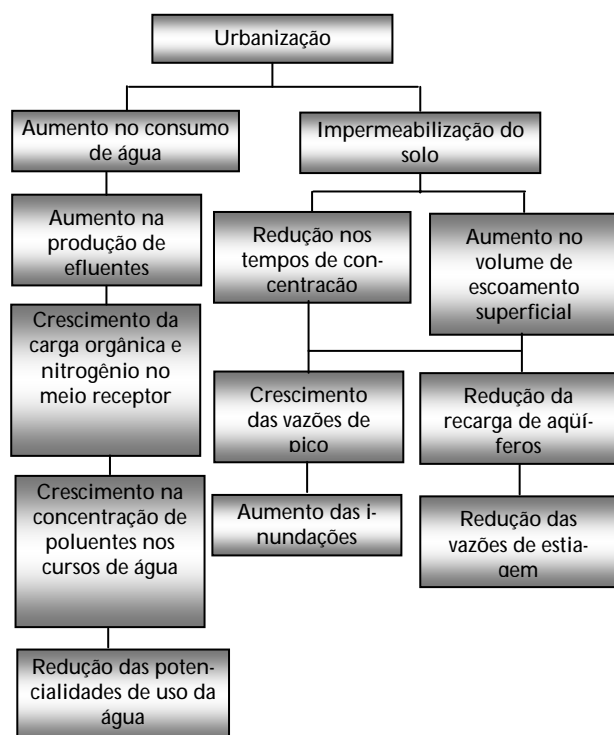 Urbanização
Aumento no consumo
de água
Impermeabilização do
solo
Aumento na
produção de
efluentes
Redução nos
tempos de con-
centracão
Aumento no
volume de
escoamento
superficial
Crescimento da
carga orgânica e
nitrogênio no
meio receptor
Crescimento
das vazões de
pico
Redução da
recarga de aqüí-
feros
Crescimento na
concentração de
poluentes nos
cursos de água
Aumento das i-
nundações
Redução das
vazões de estia-
gem
Redução das poten-
cialidades de uso da
água